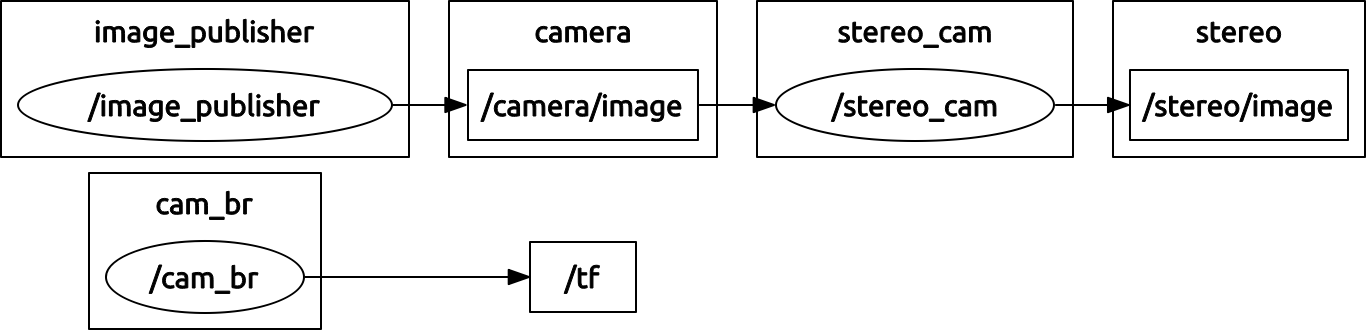 image_publisher
camera
stereo_cam
stereo
/image_publisher
/camera/image
/stereo_cam
/stereo/image
cam_br
/cam_br
/tf